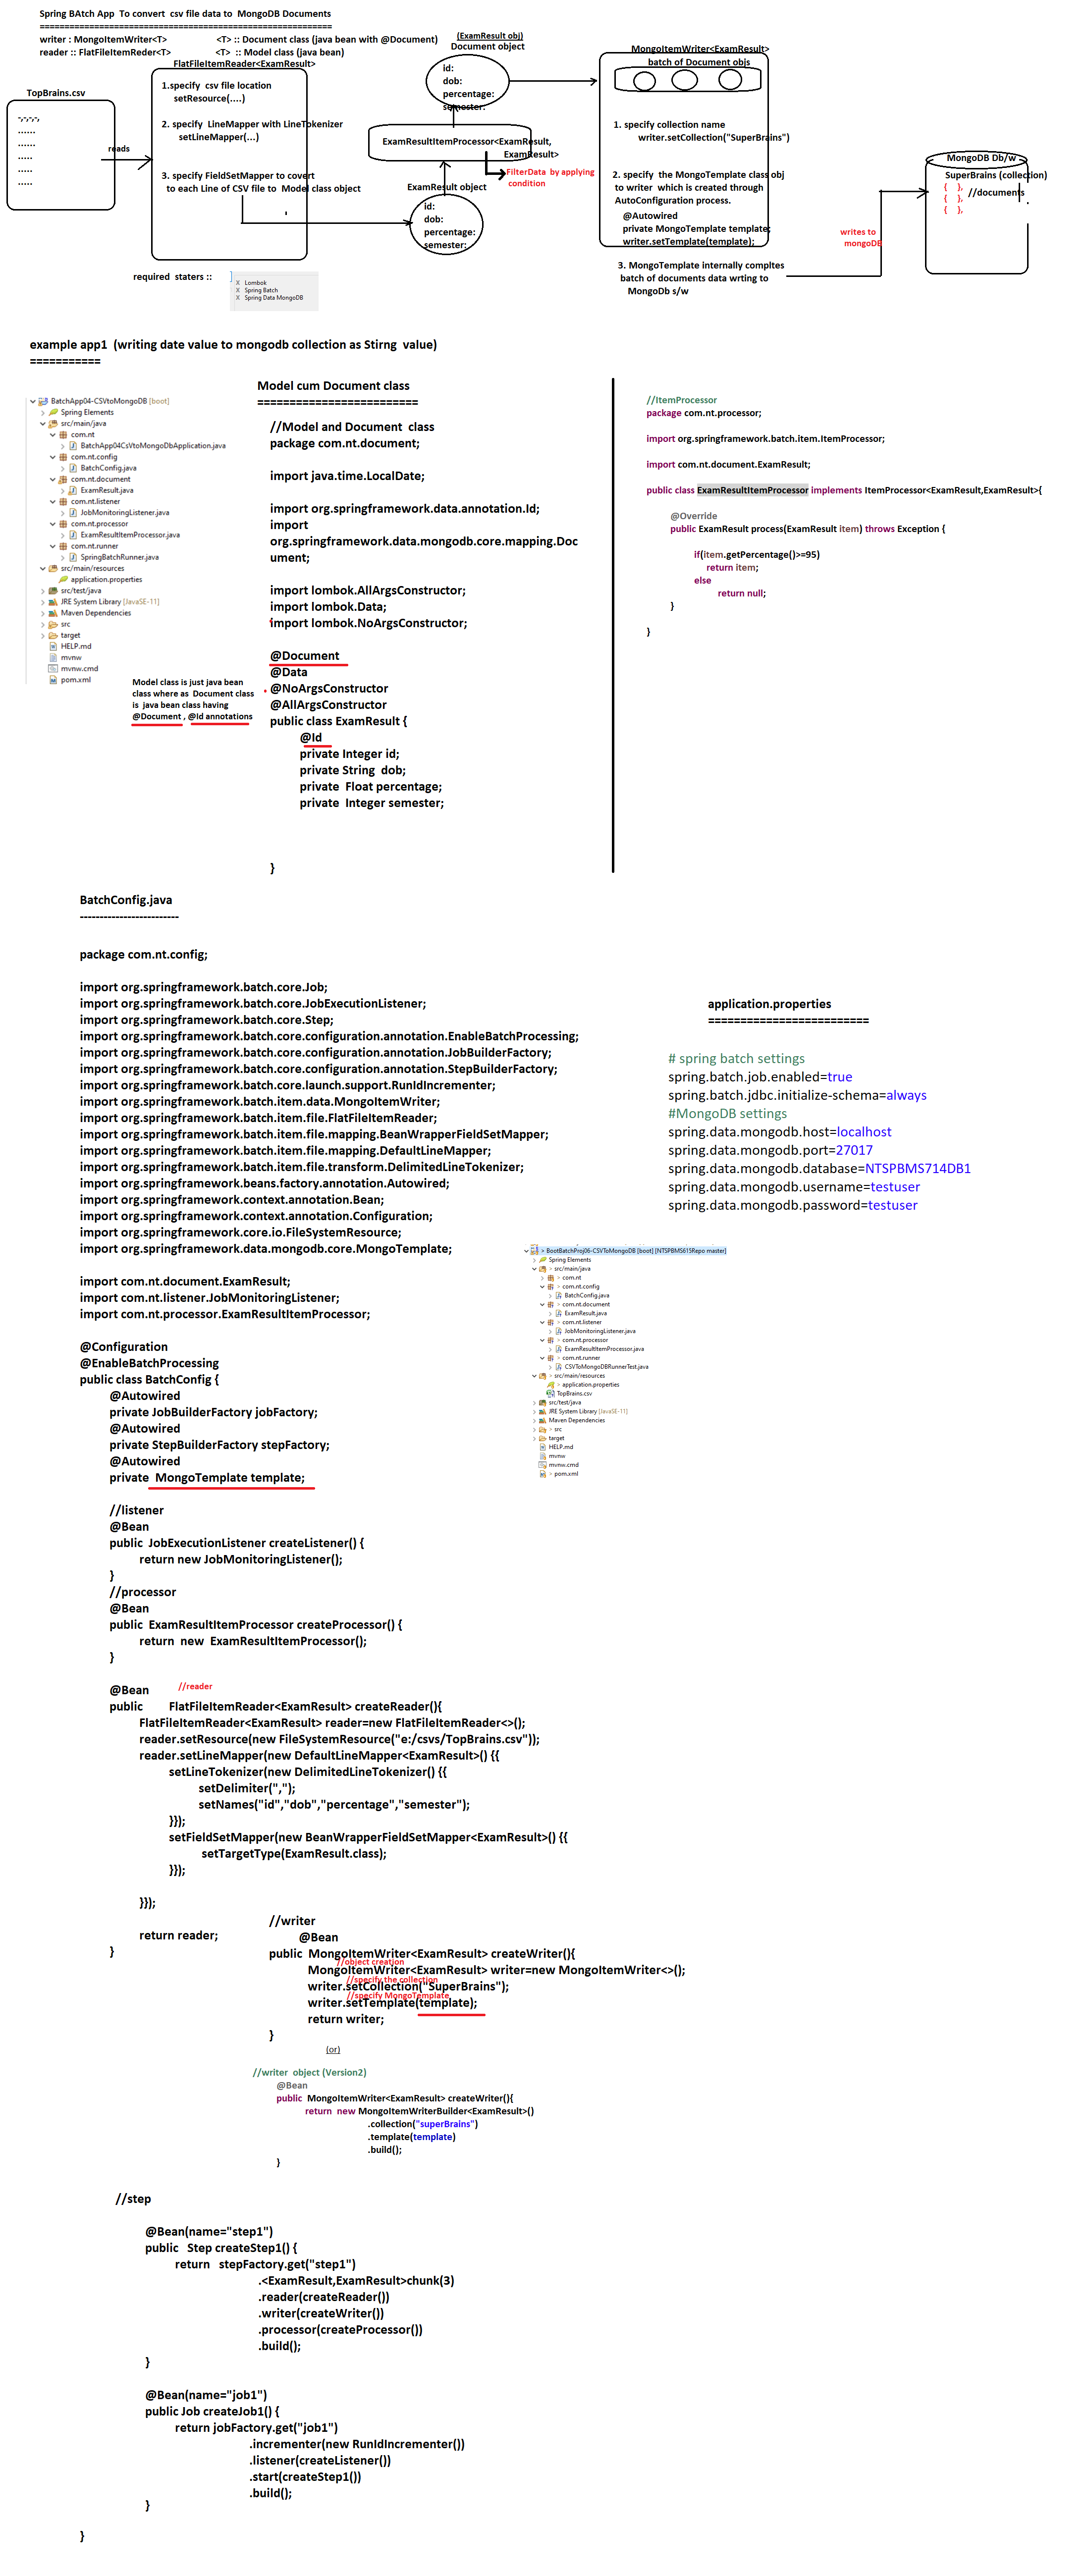 Spring BAtch App  To convert  csv file data to  MongoDB Documents
==========================================================
writer : MongoItemWriter<T>    <T> :: Document class (java bean with @Document)
reader :: FlatFileItemReder<T>    <T>  :: Model class (java bean)
FlatFileItemReader<ExamResult>
TopBrains.csv
-,-,-,-,
......
......
.....
.....
.....
reads
1.specify  csv file location
setResource(....)
2. specify  LineMapper with LineTokenizer
setLineMapper(...)
3. specify FieldSetMapper to covert
to each Line of CSV file to  Model class object
(ExamResult obj)
Document object
id:
dob:
percentage:
semester:
ExamResultItemProcessor<ExamResult,
ExamResult>
FilterData  by applying
condition
ExamResult object
id:
dob:
percentage:
semester:
MongoItemWriter<ExamResult>
batch of Document objs
1. specify collection name
writer.setCollection("SuperBrains")
2. specify  the MongoTemplate class obj
to writer  which is created through
AutoConfiguration process.
@Autowired
private MongoTemplate template;
writer.setTemplate(template);
3. MongoTemplate internally compltes
batch of documents data wrting to
MongoDb s/w
writes to
mongoDB
MongoDB Db/w
SuperBrains (collection)
{    },
{    },  //documents
{    },
required  staters ::
X  Lombok
X  Spring Batch
X  Spring Data MongoDB
example app1  (writing date value to mongodb collection as Stirng  value)
===========
BatchApp04-CSVtoMongoDB [boot]
Spring Elements
src/main/java
com.nt
BatchApp04CsVtoMongoDbApplication.java
com.nt.config
BatchConfig.java
com.nt.document
ExamResult.java
com.nt.listener
JobMonitoringListener.java
com.nt.processor
ExamResultItemProcessor.java
com.nt.runner
SpringBatchRunner.java
src/main/resources
application.properties
src/test/java
JRE System Library [JavaSE-11]
Maven Dependencies
src
target
HELP.md
mvnw
mvnw.cmd
pom.xml
Model class is just java bean
class where as  Document class
is  java bean class having
@Document , @Id annotations
Model cum Document class
=========================
//Model and Document  class
package com.nt.document;
import java.time.LocalDate;
import org.springframework.data.annotation.Id;
import
org.springframework.data.mongodb.core.mapping.Doc
ument;
import lombok.AllArgsConstructor;
import lombok.Data;
import lombok.NoArgsConstructor;
@Document
@Data
@NoArgsConstructor
@AllArgsConstructor
public class ExamResult {
@Id
private Integer id;
private String  dob;
private  Float percentage;
private  Integer semester;
}
//ItemProcessor
package com.nt.processor;
import org.springframework.batch.item.ItemProcessor;
import com.nt.document.ExamResult;
public class ExamResultItemProcessor implements ItemProcessor<ExamResult,ExamResult>{
@Override
public ExamResult process(ExamResult item) throws Exception {
if(item.getPercentage()>=95)
return item;
else
return null;
}
}
BatchConfig.java
-------------------------
package com.nt.config;
import org.springframework.batch.core.Job;
import org.springframework.batch.core.JobExecutionListener;
import org.springframework.batch.core.Step;
import org.springframework.batch.core.configuration.annotation.EnableBatchProcessing;
import org.springframework.batch.core.configuration.annotation.JobBuilderFactory;
import org.springframework.batch.core.configuration.annotation.StepBuilderFactory;
import org.springframework.batch.core.launch.support.RunIdIncrementer;
import org.springframework.batch.item.data.MongoItemWriter;
import org.springframework.batch.item.file.FlatFileItemReader;
import org.springframework.batch.item.file.mapping.BeanWrapperFieldSetMapper;
import org.springframework.batch.item.file.mapping.DefaultLineMapper;
import org.springframework.batch.item.file.transform.DelimitedLineTokenizer;
import org.springframework.beans.factory.annotation.Autowired;
import org.springframework.context.annotation.Bean;
import org.springframework.context.annotation.Configuration;
import org.springframework.core.io.FileSystemResource;
import org.springframework.data.mongodb.core.MongoTemplate;
import com.nt.document.ExamResult;
import com.nt.listener.JobMonitoringListener;
import com.nt.processor.ExamResultItemProcessor;
application.properties
=========================
# spring batch settings
spring.batch.job.enabled=true
spring.batch.jdbc.initialize-schema=always
#MongoDB settings
spring.data.mongodb.host=localhost
spring.data.mongodb.port=27017
spring.data.mongodb.database=NTSPBMS714DB1
spring.data.mongodb.username=testuser
spring.data.mongodb.password=testuser
> BootBatchProj06-CSVToMongoDB [boot] [NTSPBMS615Repo master]
Spring Elements
> src/main/java
> com.nt
> com.nt.config
BatchConfig.java
> com.nt.document
ExamResult.java
> com.nt.listener
JobMonitoringListener.java
> com.nt.processor
ExamResultItemProcessor.java
> com.nt.runner
CSVToMongoDBRunnerTest.java
> src/main/resources
> application.properties
TopBrains.csv
src/test/java
JRE System Library [JavaSE-11]
Maven Dependencies
> src
target
HELP.md
mvnw
mvnw.cmd
> pom.xml
@Configuration
@EnableBatchProcessing
public class BatchConfig {
@Autowired
private JobBuilderFactory jobFactory;
@Autowired
private StepBuilderFactory stepFactory;
@Autowired
private  MongoTemplate template;
//listener
@Bean
public  JobExecutionListener createListener() {
return new JobMonitoringListener();
}
//processor
@Bean
public  ExamResultItemProcessor createProcessor() {
return  new  ExamResultItemProcessor();
}
@Bean    //reader
public    FlatFileItemReader<ExamResult> createReader(){
FlatFileItemReader<ExamResult> reader=new FlatFileItemReader<>();
reader.setResource(new FileSystemResource("e:/csvs/TopBrains.csv"));
reader.setLineMapper(new DefaultLineMapper<ExamResult>() {{
setLineTokenizer(new DelimitedLineTokenizer() {{
setDelimiter(",");
setNames("id","dob","percentage","semester");
}});
setFieldSetMapper(new BeanWrapperFieldSetMapper<ExamResult>() {{
setTargetType(ExamResult.class);
}});
}});
return reader;
}
//writer
@Bean
public  MongoItemWriter<ExamResult> createWriter(){
//object creation
MongoItemWriter<ExamResult> writer=new MongoItemWriter<>();
//specify the collection
writer.setCollection("SuperBrains");
//specify MongoTemplate
writer.setTemplate(template);
return writer;
}
(or)
//writer  object (Version2)
@Bean
public  MongoItemWriter<ExamResult> createWriter(){
return  new MongoItemWriterBuilder<ExamResult>()
.collection("superBrains")
.template(template)
.build();
}
//step
@Bean(name="step1")
public   Step createStep1() {
return   stepFactory.get("step1")
.<ExamResult,ExamResult>chunk(3)
.reader(createReader())
.writer(createWriter())
.processor(createProcessor())
.build();
}
@Bean(name="job1")
public Job createJob1() {
return jobFactory.get("job1")
.incrementer(new RunIdIncrementer())
.listener(createListener())
.start(createStep1())
.build();
}
}